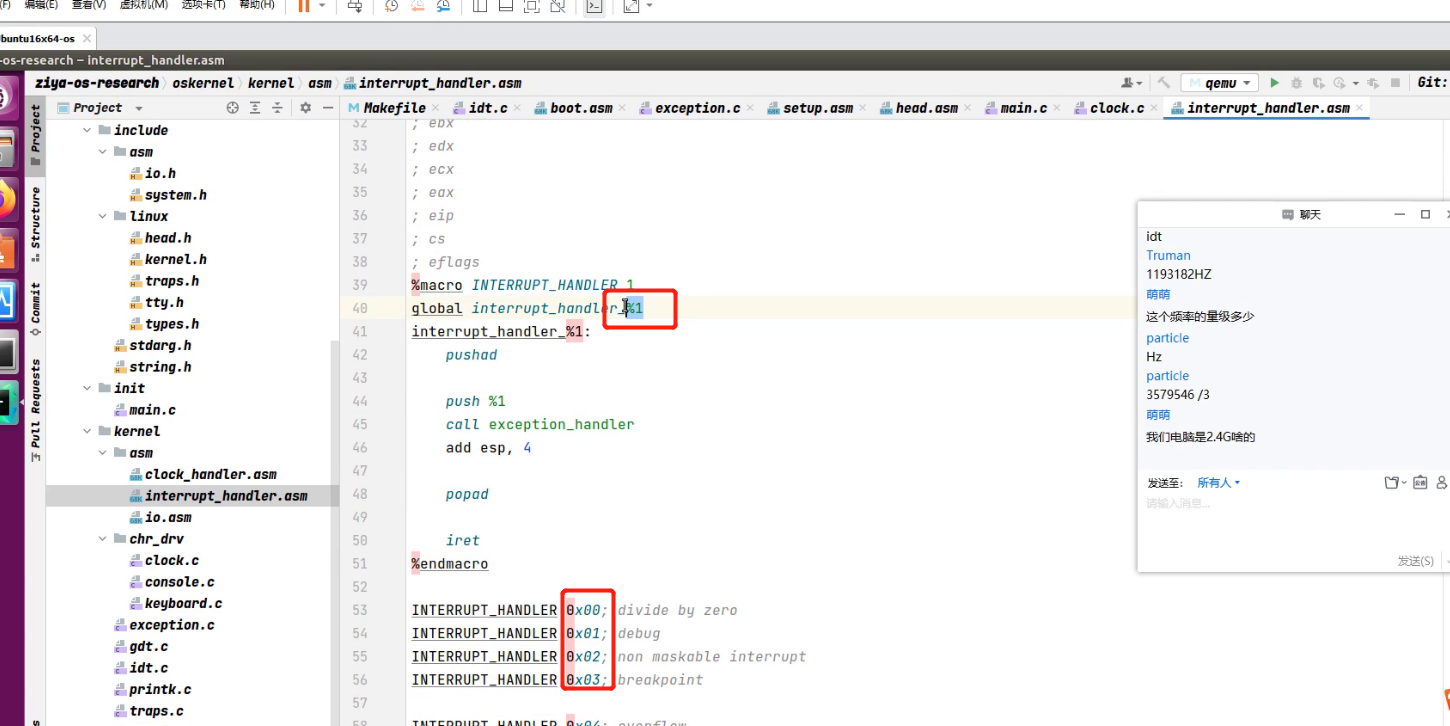 编辑(E) 查看(V) 虚拟机(M) 选项卡(T) 帮助(H)
buntu16x64-os
-os-research – interrupt_handler.asm
ziya-os-research oskernel kernel asm interrupt_handler.asm
qemu Git:
Project
Makefile idt.c boot.asm exception.c setup.asm head.asm main.c clock.c interrupt_handler.asm
Project
Structure
Commit
Pull Requests
include
asm
io.h
system.h
linux
head.h
kernel.h
traps.h
tty.h
types.h
stdarg.h
string.h
init
main.c
kernel
asm
clock_handler.asm
interrupt_handler.asm
io.asm
chr_drv
clock.c
console.c
keyboard.c
exception.c
gdt.c
idt.c
printk.c
traps.c
32 ; ebx
33 ; edx
34 ; ecx
35 ; eax
36 ; eip
37 ; cs
38 ; eflags
39 %macro INTERRUPT_HANDLER 1
40 global interrupt_handler_%1
41 interrupt_handler_%1:
42 pushad
43
44 push %1
45 call exception_handler
46 add esp, 4
47
48 popad
49
50 iret
51 %endmacro
52
53 INTERRUPT_HANDLER 0x00; divide by zero
54 INTERRUPT_HANDLER 0x01; debug
55 INTERRUPT_HANDLER 0x02; non maskable interrupt
56 INTERRUPT_HANDLER 0x03; breakpoint
57
58 INTERRUPT_HANDLER 0x04; overflow
聊天
idt
Truman
1193182HZ
萌萌
这个频率的量级多少
particle
Hz
particle
3579546 /3
萌萌
我们电脑是2.4G啥的
发送至: 所有人
请输入消息...
发送(S)